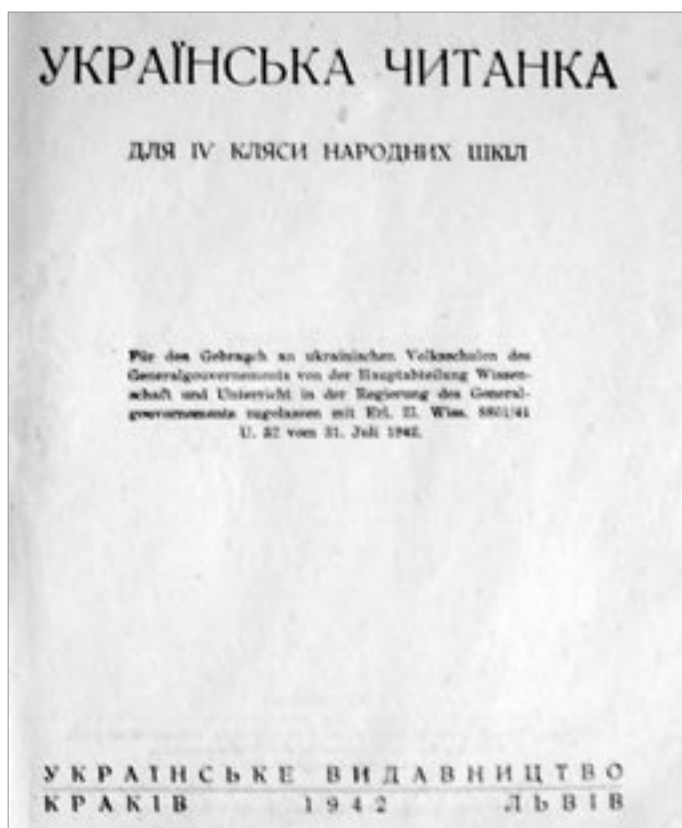 УКРАЇНСЬКА ЧИТАНКА
ДЛЯ IV КЛЯСИ НАРОДНИХ ШКІЛ
Für den Gebrauch an ukrainischen Volksschulen des
Generalgouvernements von der Hauptabteilung Wissen-
schaft und Unterricht in der Regierung des General-
gouvernements zugelassen mit Erl. II. Wiss. 8801/41
U. 32 vom 31. Juli 1942.
УКРАЇНСЬКЕ ВИДАВНИЦТВО
КРАКІВ 1942 ЛЬВІВ